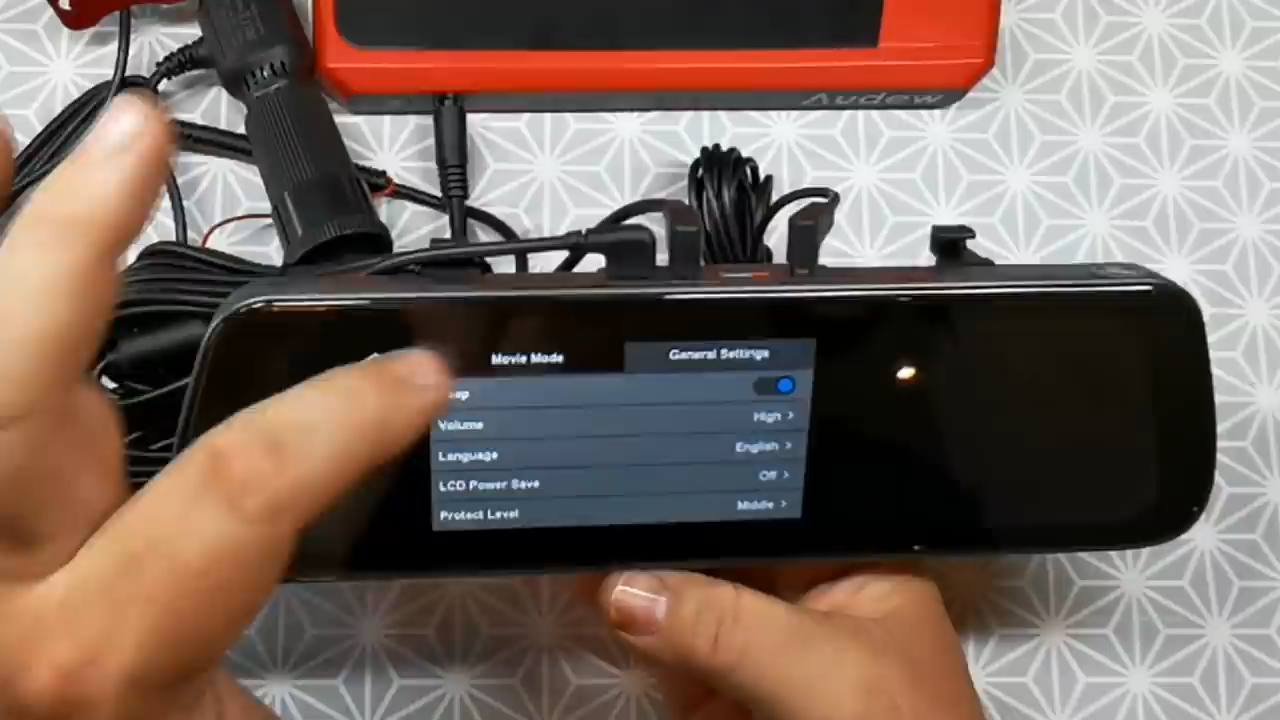 Audew
Movie Mode
General Settings
Volume
High >
Language
English >
LCD Power Save
Off >
Protect Level
Middle >